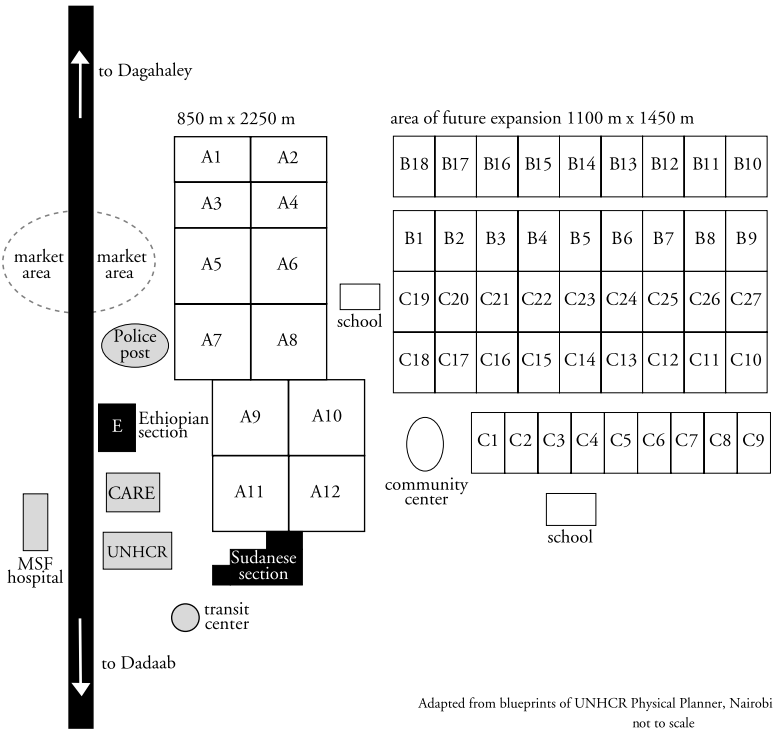 to Dagahaley
850 m x 2250 m
area of future expansion 1100 m x 1450 m
A1 A2
A3 A4
A5 A6
A7 A8
A9 A10
A11 A12
B18 B17 B16 B15 B14 B13 B12 B11 B10
B1 B2 B3 B4 B5 B6 B7 B8 B9
C19 C20 C21 C22 C23 C24 C25 C26 C27
C18 C17 C16 C15 C14 C13 C12 C11 C10
C1 C2 C3 C4 C5 C6 C7 C8 C9
market
area
market
area
school
Police
post
E
Ethiopian
section
CARE
community
center
school
UNHCR
MSF
hospital
Sudanese
section
transit
center
to Dadaab
Adapted from blueprints of UNHCR Physical Planner, Nairobi
not to scale